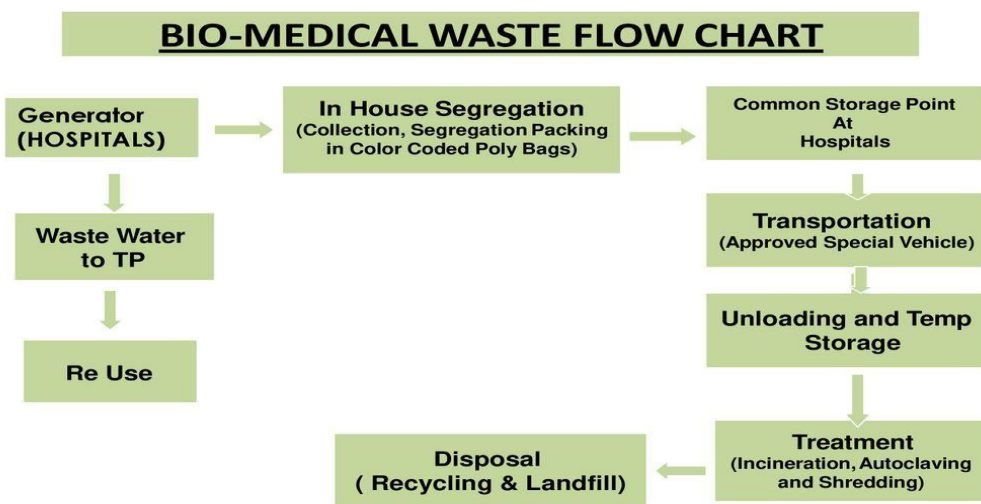 BIO-MEDICAL WASTE FLOW CHART
Generator
(HOSPITALS)
In House Segregation
(Collection, Segregation Packing
in Color Coded Poly Bags)
Common Storage Point
At
Hospitals
Waste Water
to TP
Transportation
(Approved Special Vehicle)
Unloading and Temp
Storage
Re Use
Treatment
(Incineration, Autoclaving
and Shredding)
Disposal
( Recycling & Landfill)